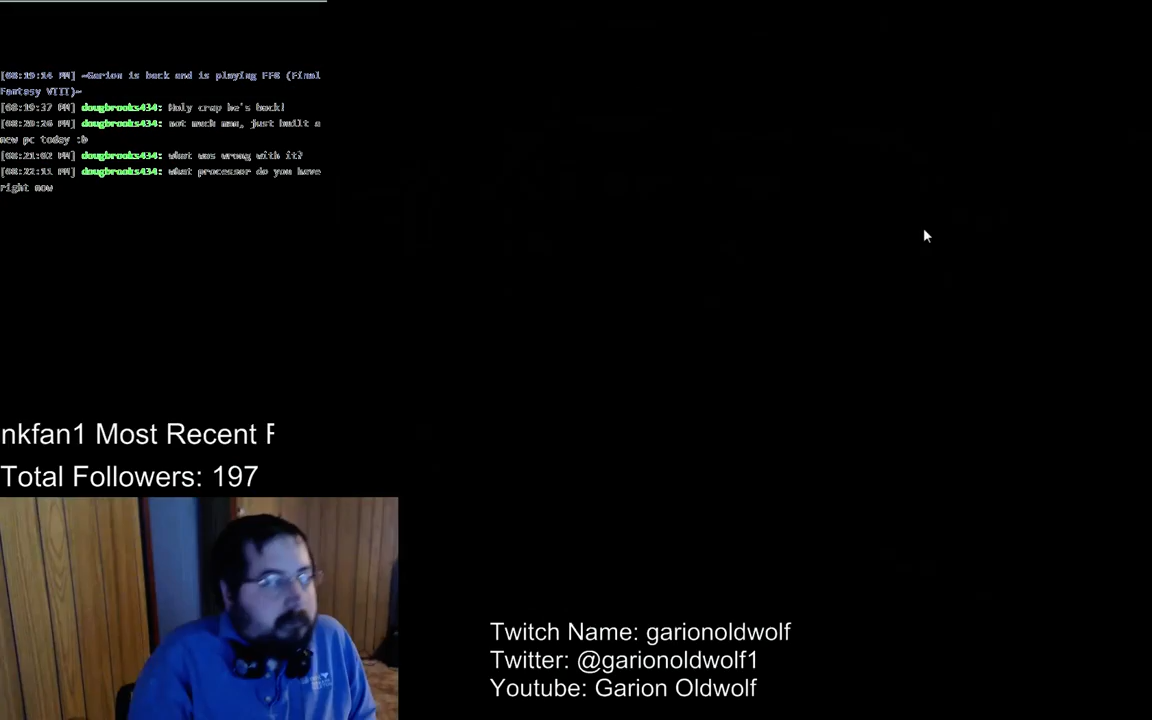 [08:19:14 PM] ~Garion is back and is playing FF8 (Final
Fantasy VIII)~
[08:19:37 PM] dougbrooks434: Holy crap he's back!
[08:20:26 PM] dougbrooks434: not much man, just built a
new pc today :D
[08:21:02 PM] dougbrooks434: what was wrong with it?
[08:22:11 PM] dougbrooks434: what processor do you have
right now
nkfan1 Most Recent F
Total Followers: 197
Twitch Name: garionoldwolf
Twitter: @garionoldwolf1
Youtube: Garion Oldwolf